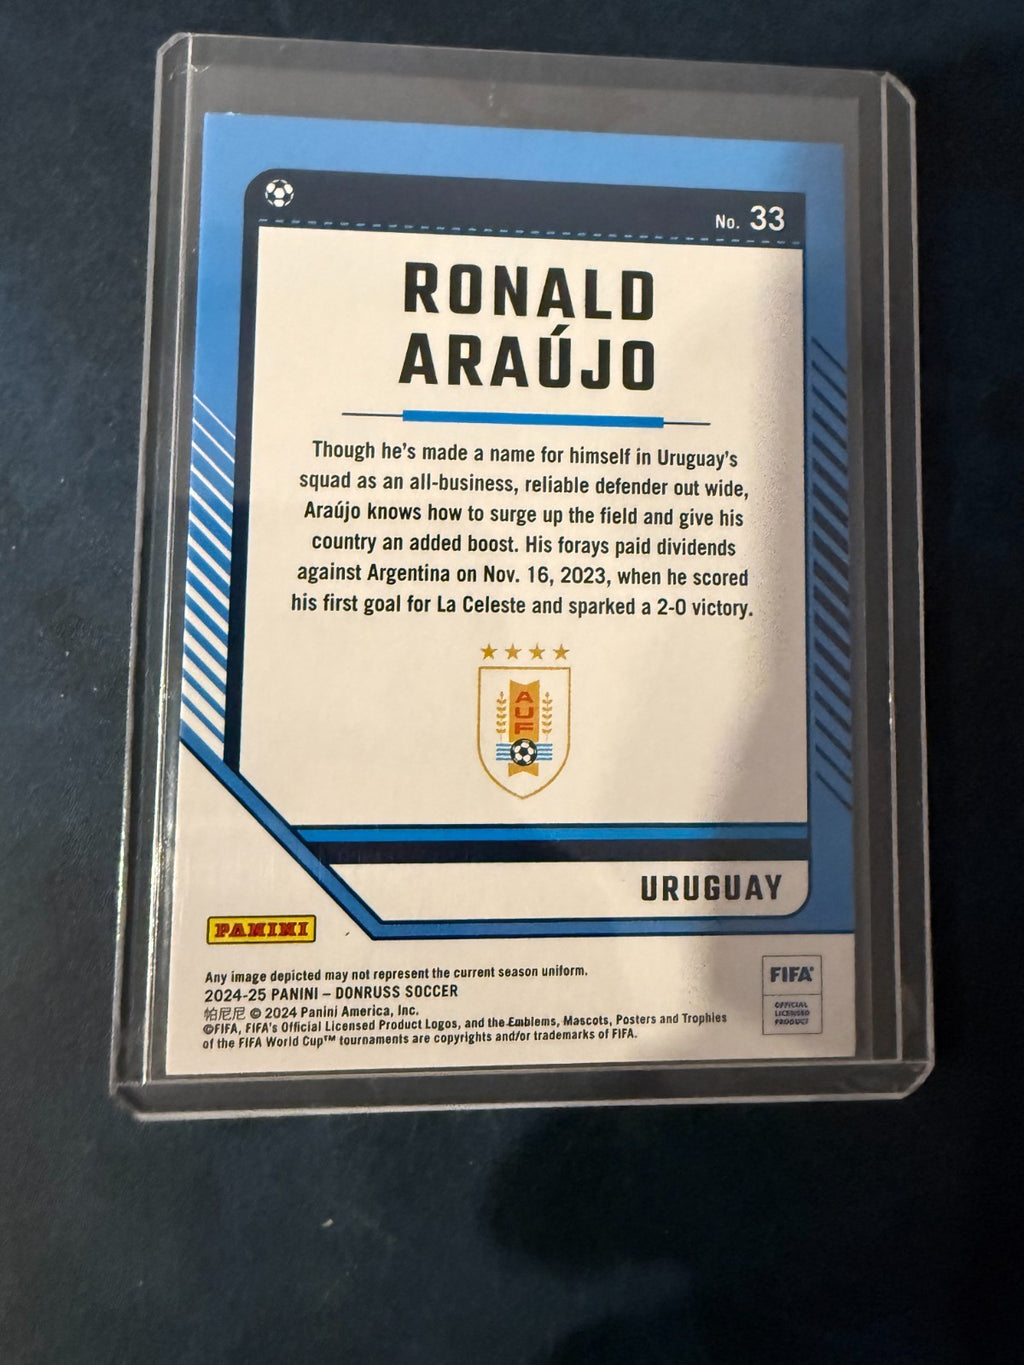 No. 33
RONALD
ARAÚJO
Though he's made a name for himself in Uruguay's
squad as an all-business, reliable defender out wide,
Araújo knows how to surge up the field and give his
country an added boost. His forays paid dividends
against Argentina on Nov. 16, 2023, when he scored
his first goal for La Celeste and sparked a 2-0 victory.
AUF
URUGUAY
PANINI
Any image depicted may not represent the current season uniform.
2024-25 PANINI – DONRUSS SOCCER
帕尼尼 © 2024 Panini America, Inc.
©FIFA, FIFA's Official Licensed Product Logos, and the Emblems, Mascots, Posters and Trophies
of the FIFA World Cup™ tournaments are copyrights and/or trademarks of FIFA.
FIFA®
OFFICIAL
LICENSED
PRODUCT